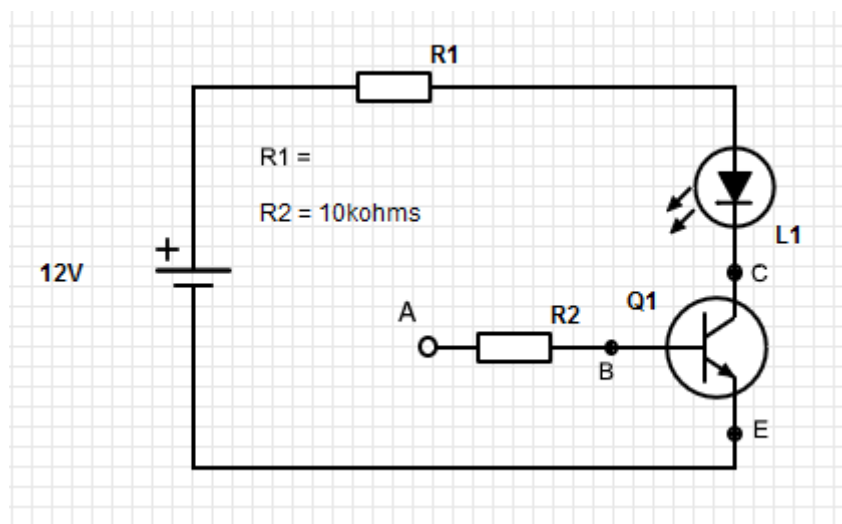 R1
R1 =
R2 = 10kohms
L1
+
12V
C
Q1
A
R2
B
E